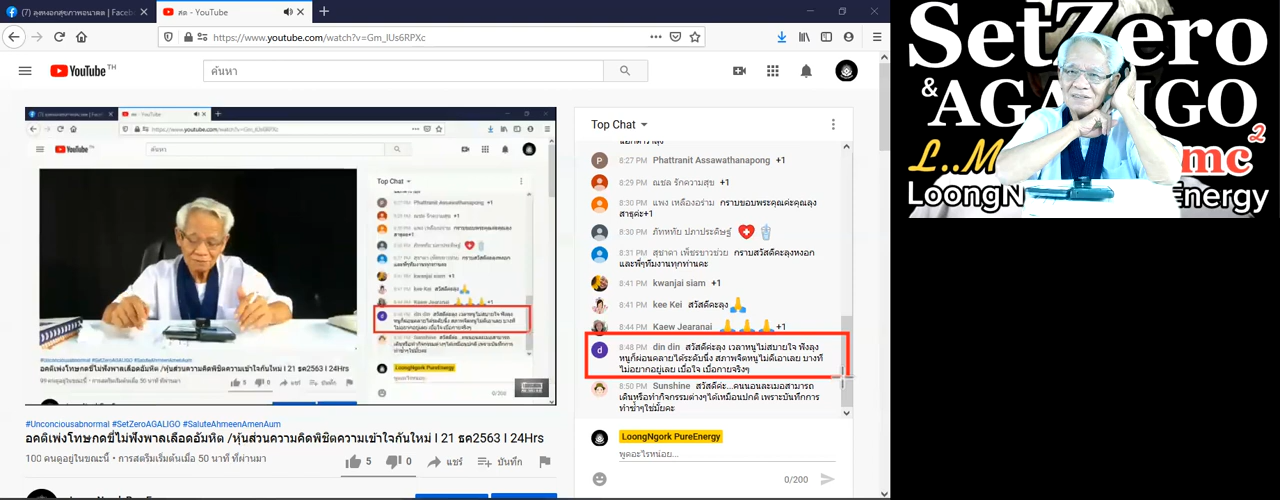 (7) ลุงหงอกสุขภาพอนาคต | Faceb
สด - YouTube
https://www.youtube.com/watch?v=Gm_IUs6RPXc
YouTube TH
ค้นหา
SetZero
& AGALIGO
L..M
mc2
LoongN
Energy
Top Chat
8:27 PM Phattranit Assawathanapong +1
8:29 PM ณชล รักความสุข +1
8:30 PM แพง เหลืองอร่าม กราบขอบพระคุณค่ะคุณลุง
สาธุค่ะ+1
8:30 PM ภัทททัย ปภาประดิษฐ์
8:31 PM สุชาดา เพ็ชรขาวช่วย กราบสวัสดีคะลุงหงอก
และพี่ๆทีมงานทุกท่านคะ
8:41 PM kwanjai siam +1
8:41 PM kee Kei สวัสดีคะลุง
8:44 PM Kaew Jearanai +1
8:48 PM din din สวัสดีค่ะลุง เวลาหนูไม่สบายใจ ฟังลุง
หนูก็ผ่อนคลายได้ระดับนึ่ง สภาพจิตหนูไม่ดีเอาเลย บางที
ไม่อยากอยู่เลย เบื่อใจ เบื่อกายจริงๆ
8:50 PM Sunshine สวัสดีค่ะ...คนนอนละเมอสามารถ
เดินหรือทำกิจกรรมต่างๆได้เหมือนปกติ เพราะบันทึกการ
ทำซ้ำๆใช่มั้ยคะ
LoongNgork PureEnergy
พูดอะไรหน่อย...
0/200
#Unconciousabnormal #SetZeroAGALIGO #SaluteAhmeenAmenAum
อคติเพ่งโทษกดขี่ไม่ฟังพาลเลือดอัมหิต /หุ้นส่วนความคิดพิชิตความเข้าใจกันใหม่ I 21 ธค2563 I 24Hrs
100 คนดูอยู่ในขณะนี้ • การสตรีมเริ่มต้นเมื่อ 50 นาที ที่ผ่านมา
5
0
แชร์
บันทึก